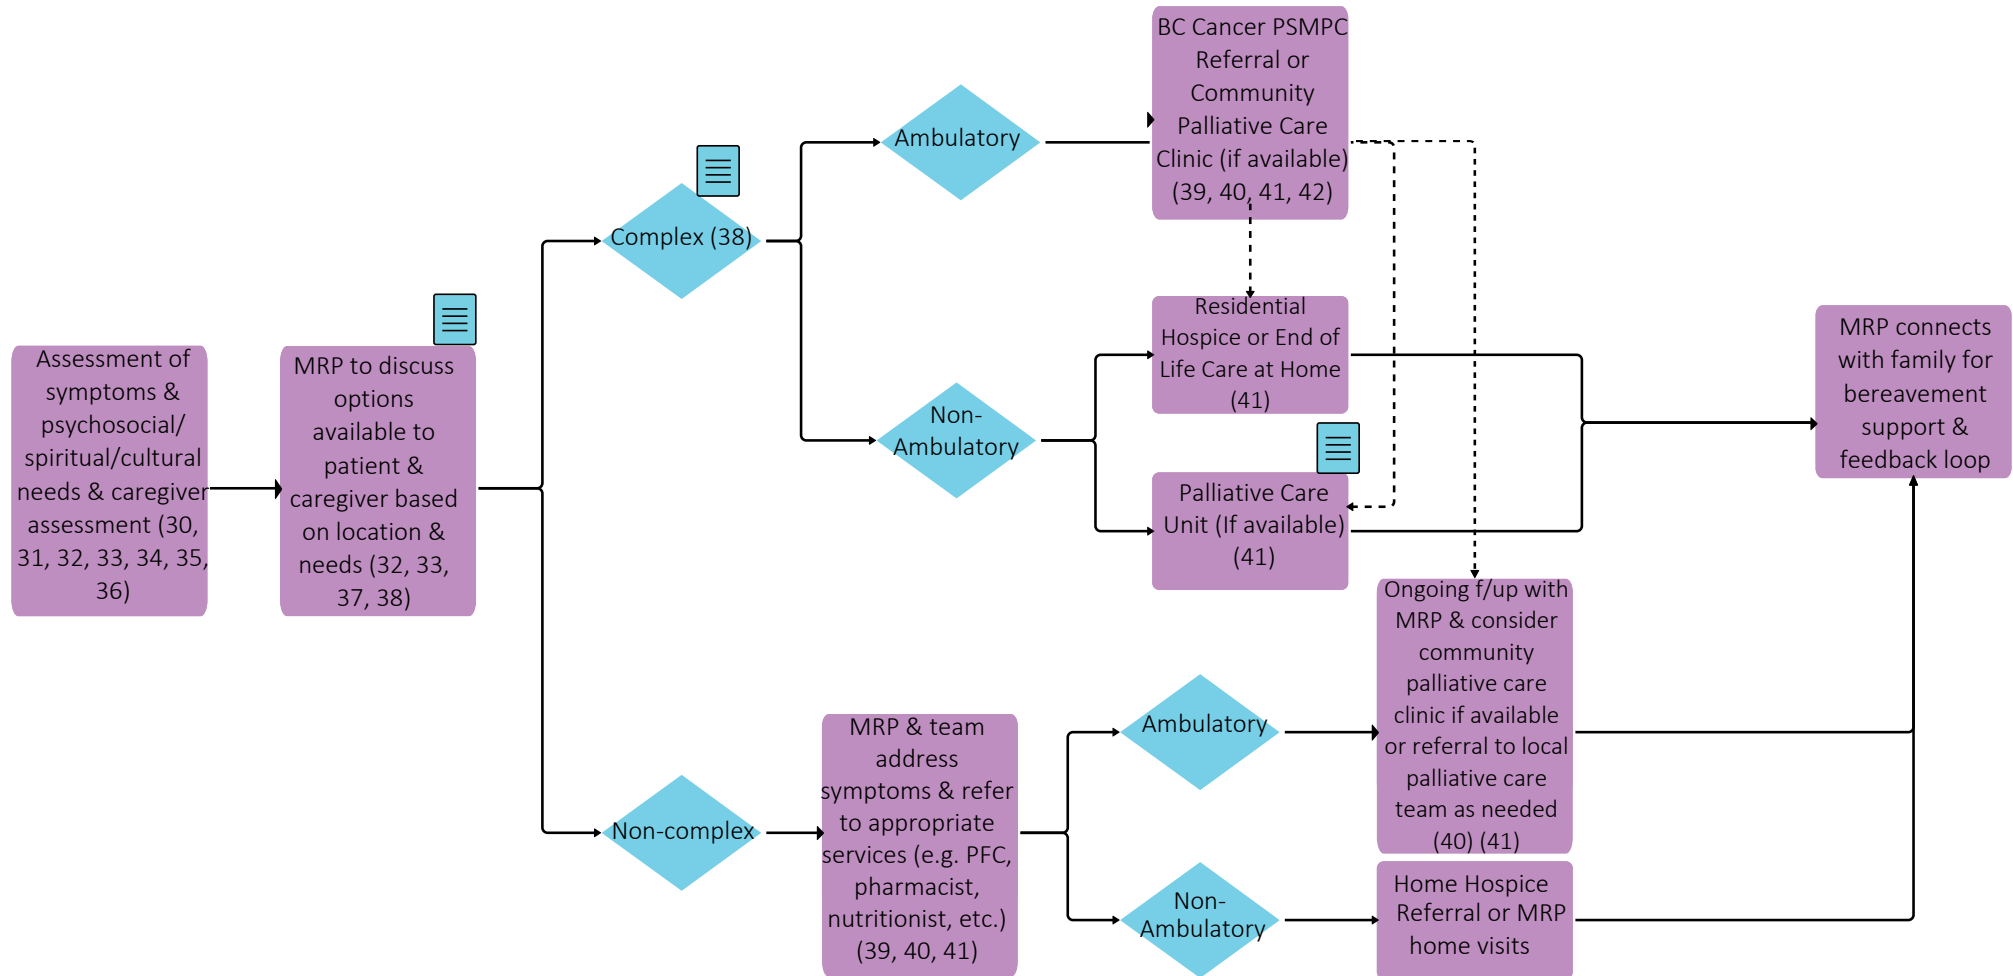 Assessment of
symptoms &
psychosocial/
spiritual/cultural
needs & caregiver
assessment (30,
31, 32, 33, 34, 35,
36)
MRP to discuss
options
available to
patient &
caregiver based
on location &
needs (32, 33,
37, 38)
Complex (38)
Ambulatory
BC Cancer PSMPC
Referral or
Community
Palliative Care
Clinic (if available)
(39, 40, 41, 42)
Non-
Ambulatory
Residential
Hospice or End of
Life Care at Home
(41)
Palliative Care
Unit (If available)
(41)
Non-complex
MRP & team
address
symptoms & refer
to appropriate
services (e.g. PFC,
pharmacist,
nutritionist, etc.)
(39, 40, 41)
Ambulatory
Ongoing f/up with
MRP & consider
community
palliative care
clinic if available
or referral to local
palliative care
team as needed
(40) (41)
Non-
Ambulatory
Home Hospice
Referral or MRP
home visits
MRP connects
with family for
bereavement
support &
feedback loop